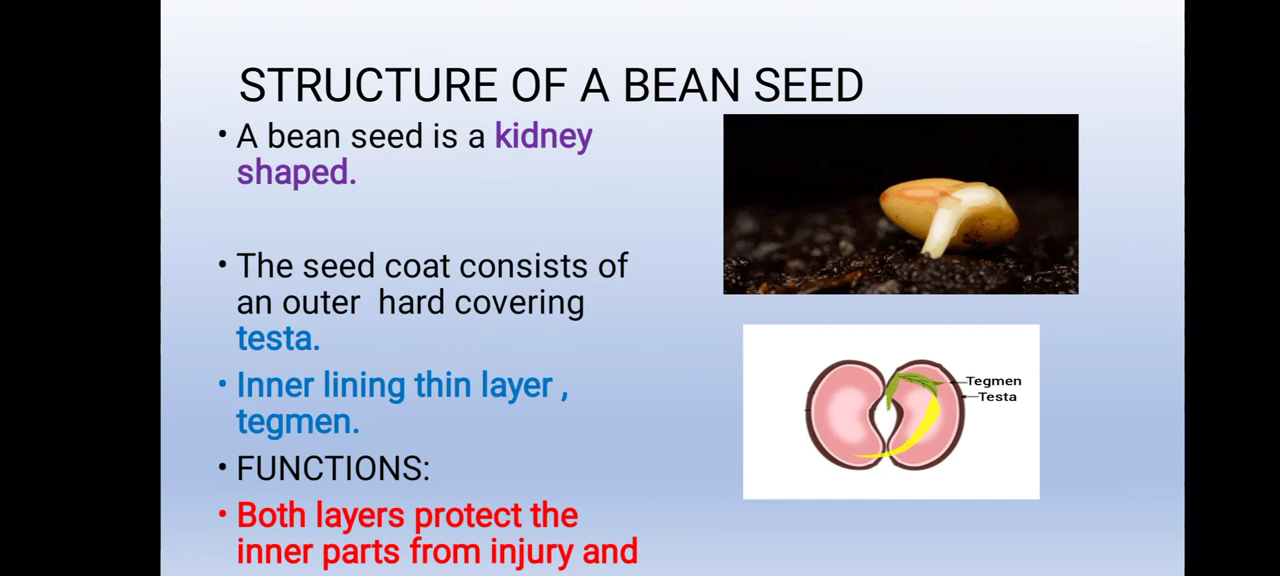 STRUCTURE OF A BEAN SEED
• A bean seed is a kidney
shaped.
• The seed coat consists of
an outer hard covering
testa.
• Inner lining thin layer ,
tegmen.
• FUNCTIONS:
• Both layers protect the
inner parts from injury and
Tegmen
Testa